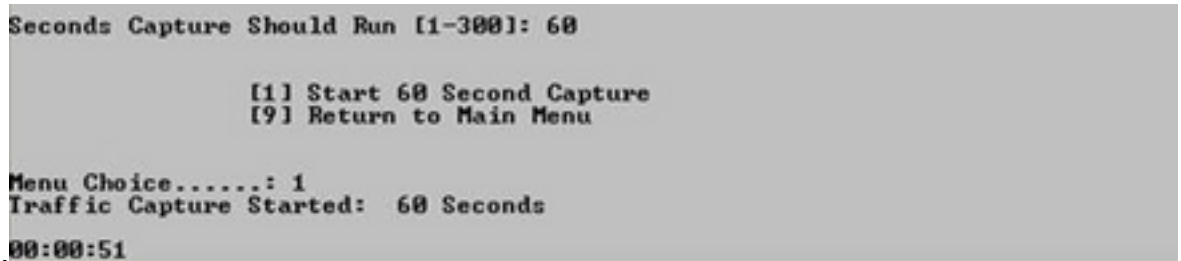 Seconds Capture Should Run [1-300]: 60
[1] Start 60 Second Capture
[9] Return to Main Menu
Menu Choice......: 1
Traffic Capture Started:  60 Seconds
00:00:51